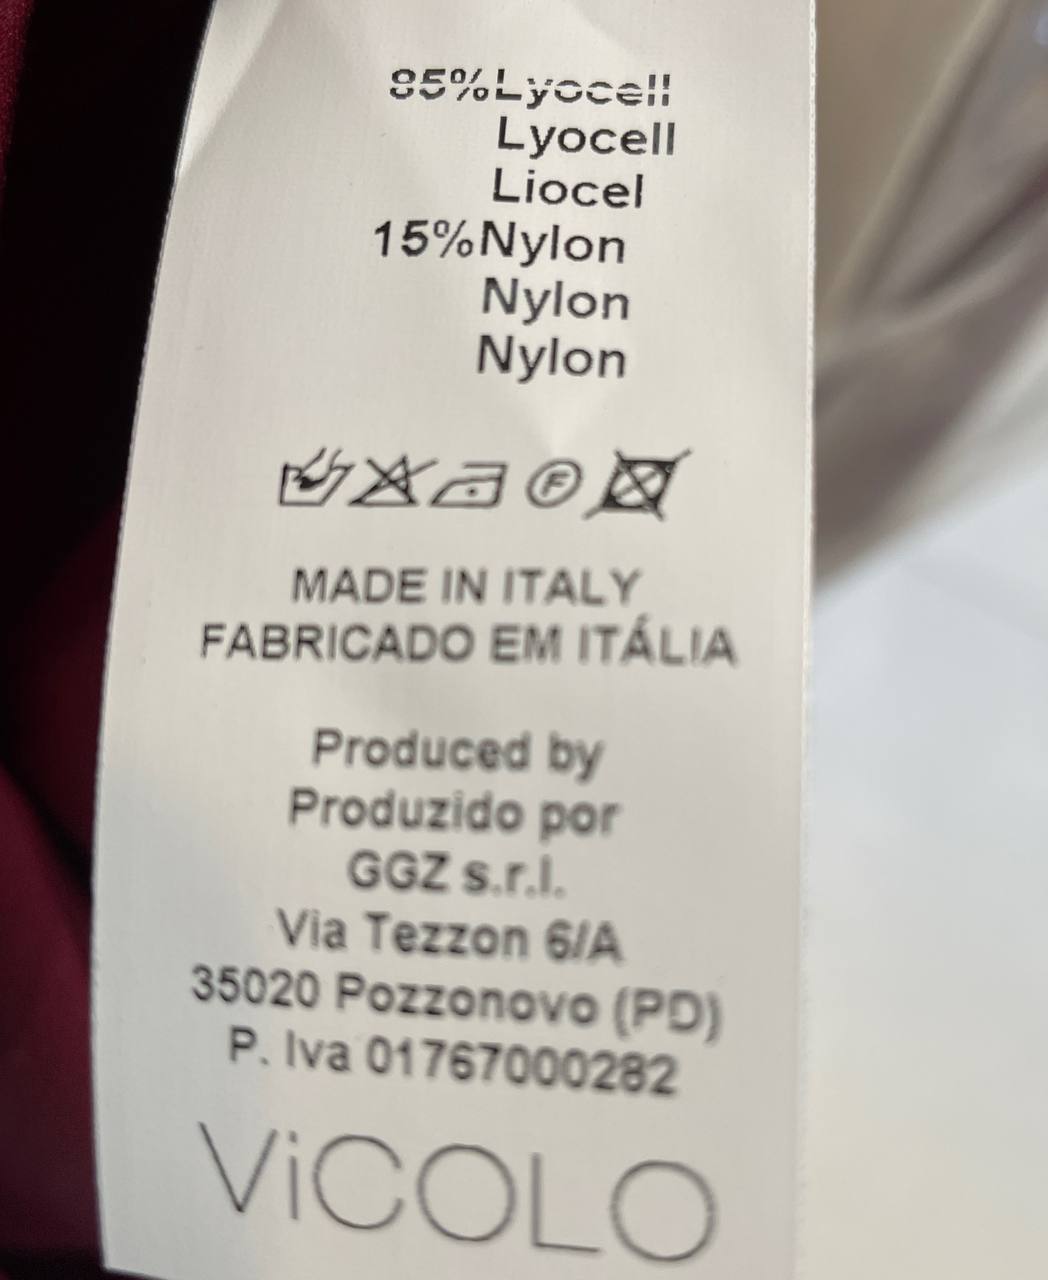 85%Lyocell
Lyocell
Liocel
15%Nylon
Nylon
Nylon
F
MADE IN ITALY
FABRICADO EM ITÁLIA
Produced by
Produzido por
GGZ s.r.l.
Via Tezzon 6/A
35020 Pozzonovo (PD)
P. Iva 01767000282
ViCOLO